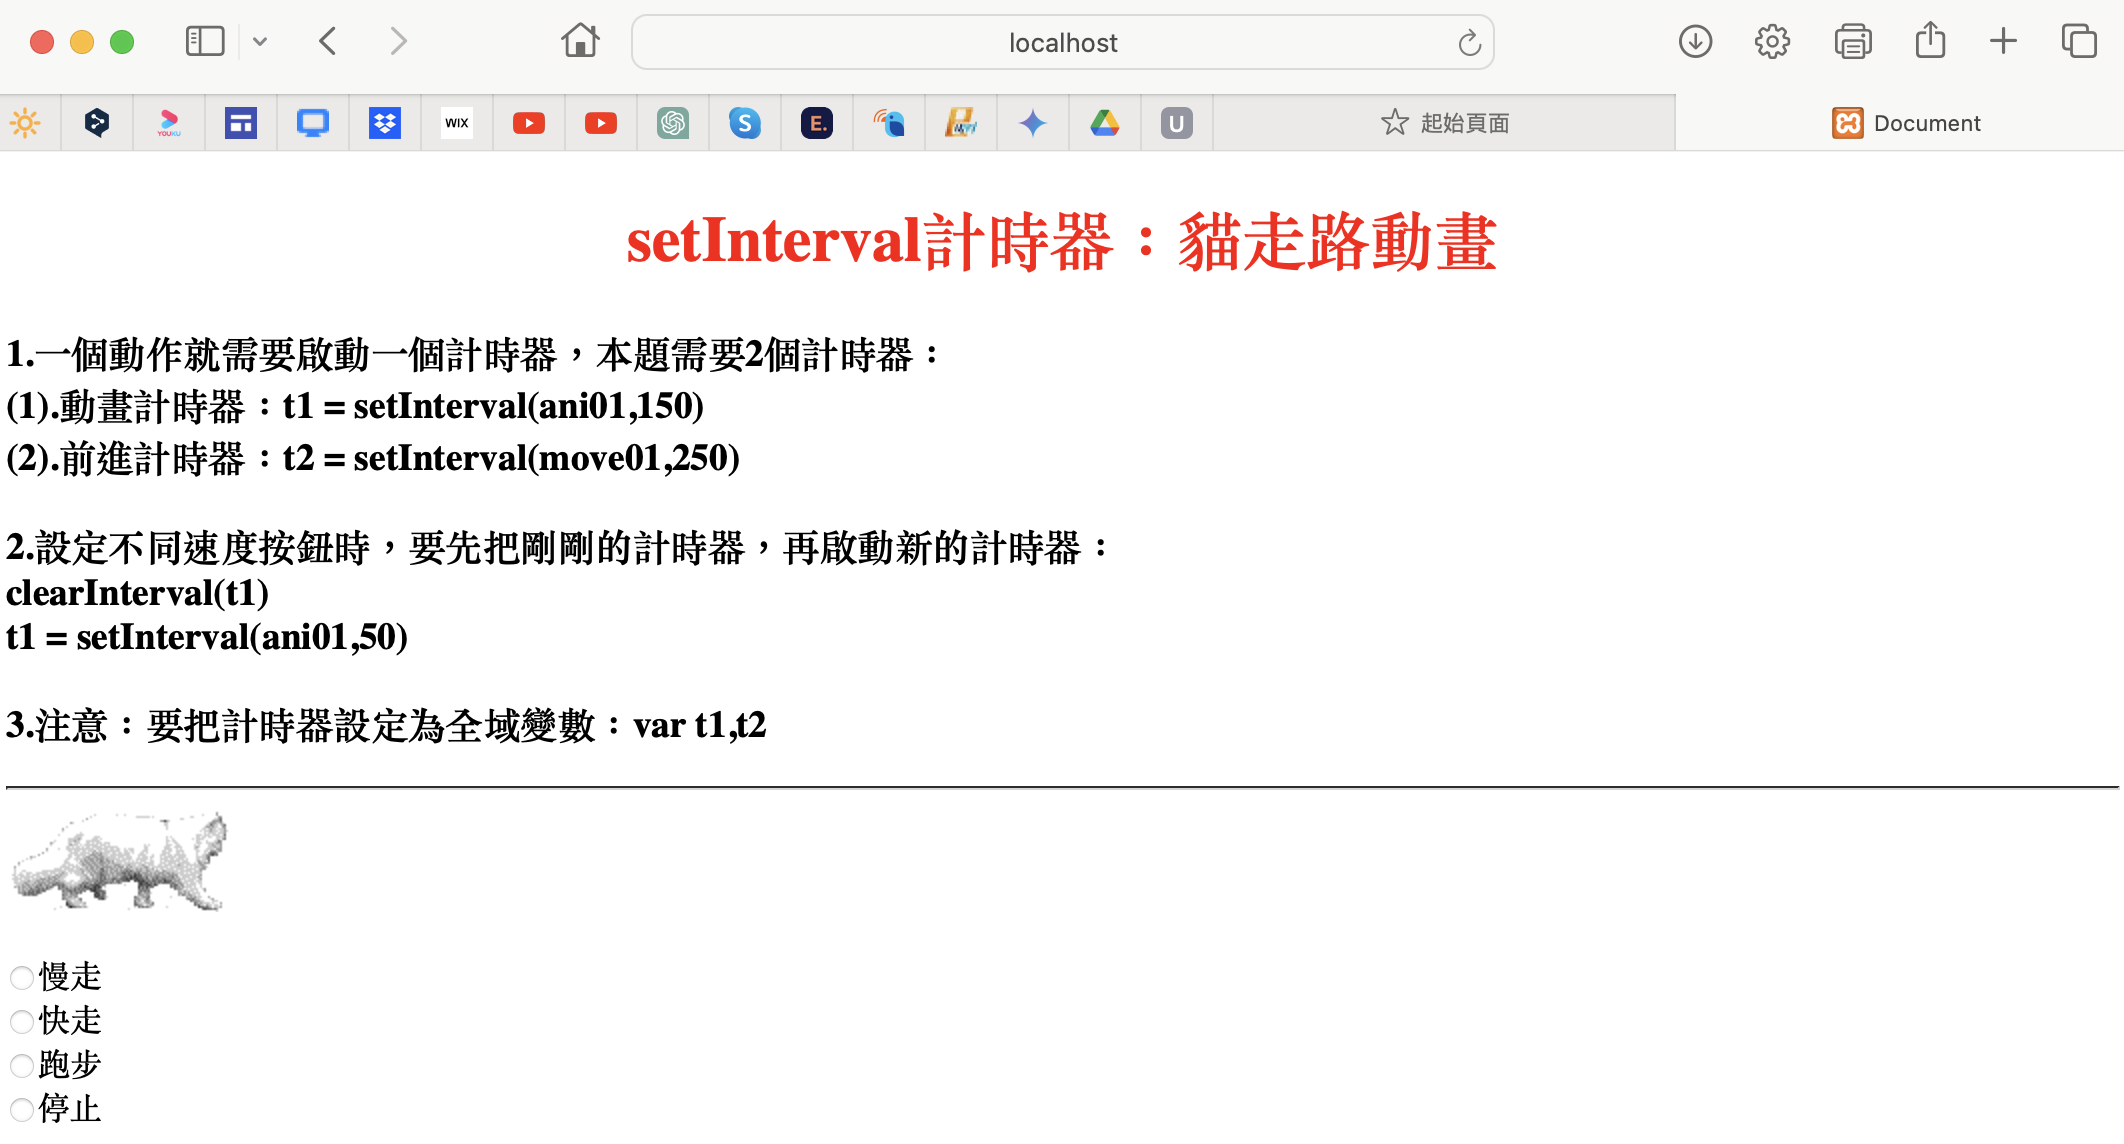 localhost
YOUKU
WIX
S
E.
U
起始頁面
Document
setInterval計時器：貓走路動畫
1.一個動作就需要啟動一個計時器，本題需要2個計時器：
(1).動畫計時器：t1 = setInterval(ani01,150)
(2).前進計時器：t2 = setInterval(move01,250)
2.設定不同速度按鈕時，要先把剛剛的計時器，再啟動新的計時器：
clearInterval(t1)
t1 = setInterval(ani01,50)
3.注意：要把計時器設定為全域變數：var t1,t2
慢走
快走
跑步
停止